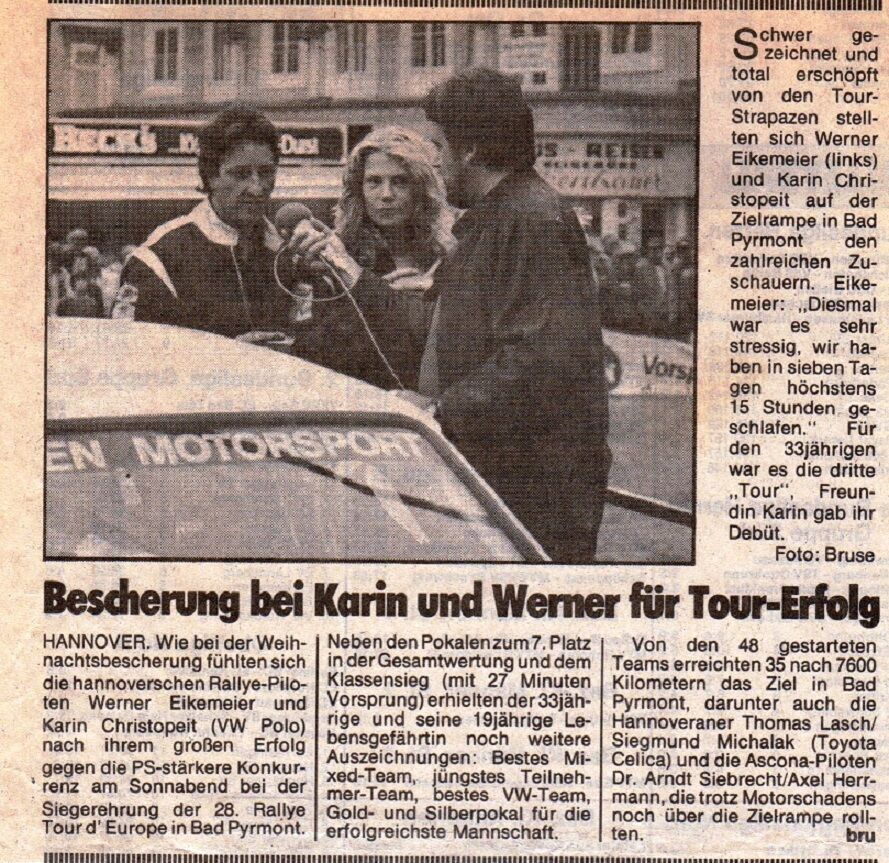 BECK's
Dust
S - REISEN
EN MOTORSPORT
Vors
Schwer ge-
zeichnet und
total erschöpft
von den Tour-
Strapazen stell-
ten sich Werner
Eikemeier (links)
und Karin Chri-
stopeit auf der
Zielrampe in Bad
Pyrmont den
zahlreichen Zu-
schauern. Eike-
meier: „Diesmal
war es sehr
stressig, wir ha-
ben in sieben Ta-
gen höchstens
15 Stunden ge-
schlafen.” Für
den 33jährigen
war es die dritte
„Tour”, Freun-
din Karin gab ihr
Debüt.
Foto: Bruse
Bescherung bei Karin und Werner für Tour-Erfolg
HANNOVER. Wie bei der Weih-
nachtsbescherung fühlten sich
die hannoverschen Rallye-Pilo-
ten Werner Eikemeier und
Karin Christopeit (VW Polo)
nach ihrem großen Erfolg
gegen die PS-stärkere Konkur-
renz am Sonnabend bei der
Siegerehrung der 28. Rallye
Tour d' Europe in Bad Pyrmont.
Neben den Pokalen zum 7. Platz
in der Gesamtwertung und dem
Klassensieg (mit 27 Minuten
Vorsprung) erhielten der 33jäh-
rige und seine 19jährige Le-
bensgefährtin noch weitere
Auszeichnungen: Bestes Mi-
xed-Team, jüngstes Teilneh-
mer-Team, bestes VW-Team,
Gold- und Silberpokal für die
erfolgreichste Mannschaft.
Von den 48 gestarteten
Teams erreichten 35 nach 7600
Kilometern das Ziel in Bad
Pyrmont, darunter auch die
Hannoveraner Thomas Lasch/
Siegmund Michalak (Toyota
Celica) und die Ascona-Piloten
Dr. Arndt Siebrecht/Axel Herr-
mann, die trotz Motorschadens
noch über die Zielrampe roll-
ten. bru